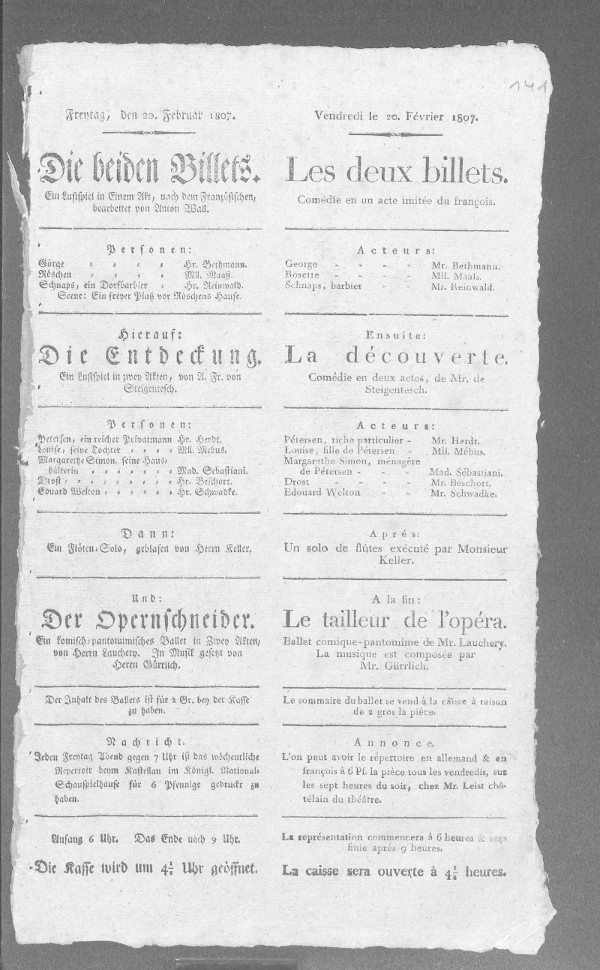 141
Freytag, den 20. Februar 1807.
Die beiden Billets.
Ein Lustspiel in Einem Akt, nach dem Französischen,
bearbeitet von Anton Wall.
Personen:
Görge - - - - Hr. Bethmann.
Röschen - - - - Mll. Maaß.
Schnaps, ein Dorfbarbier - Hr. Reinwald.
Scene: Ein freyer Platz vor Röschens Hause.
Hierauf:
Die Entdeckung.
Ein Lustspiel in zwey Akten, von A. Fr. von
Steigentesch.
Personen:
Petersen, ein reicher Privatmann Hr. Herdt.
Louise, seine Tochter - - - Mll. Mebus.
Margarethe Simon, seine Haus-
hälterin - - - - - Mad. Sebastiani.
Drost, - - - - - - Hr. Beschort.
Eduard Welton, - - - - Hr. Schwadke.
Dann:
Ein Flöten-Solo, geblasen von Herrn Keller.
Und:
Der Opernschneider.
Ein komisch-pantomimisches Ballet in Zwey Akten,
von Herrn Lauchery. In Musik gesetzt von
Herrn Gürrlich.
Der Inhalt des Ballets ist für 2 Gr. bey der Kasse
zu haben.
Nachricht.
Jeden Freytag Abend gegen 7 Uhr ist das wöchentliche
Repertoir beym Kastellan im Königl. National-
Schauspielhause für 6 Pfennige gedruckt zu
haben.
Anfang 6 Uhr. Das Ende nach 9 Uhr.
Die Kasse wird um 4½ Uhr geöffnet.
Vendredi le 20. Février 1807.
Les deux billets.
Comédie en un acte imitée du françois.
Acteurs:
George - - - - Mr. Bethmann.
Rosette - - - - Mll. Maafs.
Schnaps, barbier - - Mr. Reinwald.
Ensuite:
La découverte.
Comédie en deux actes, de Mr. de
Steigentesch.
Acteurs:
Pétersen, riche particulier - Mr. Herdt.
Louise, fille de Pétersen - Mll. Möbus.
Margarethe Simon, ménagère
de Pétersen - - - Mad. Sébastiani.
Drost - - - - Mr. Béschort.
Edouard Welton - - - Mr. Schwadke.
Aprés:
Un solo de flûtes exécuté par Monsieur
Keller.
A la fin:
Le tailleur de l'opéra.
Ballet comique-pantomime de Mr. Lauchery.
La musique est composée par
Mr. Gürrlich.
Le sommaire du ballet se vend à la caisse à raison
de 2 gros la piéce.
Annonce.
L'on peut avoir le répertoire en allemand & en
françois à 6 Pf. la pièce tous les vendredis, sur
les sept heures du soir, chez Mr. Leist châ-
télain du théâtre.
La représentation commencera à 6 heures & sera
finie aprés 9 heures.
La caisse sera ouverte à 4½ heures.